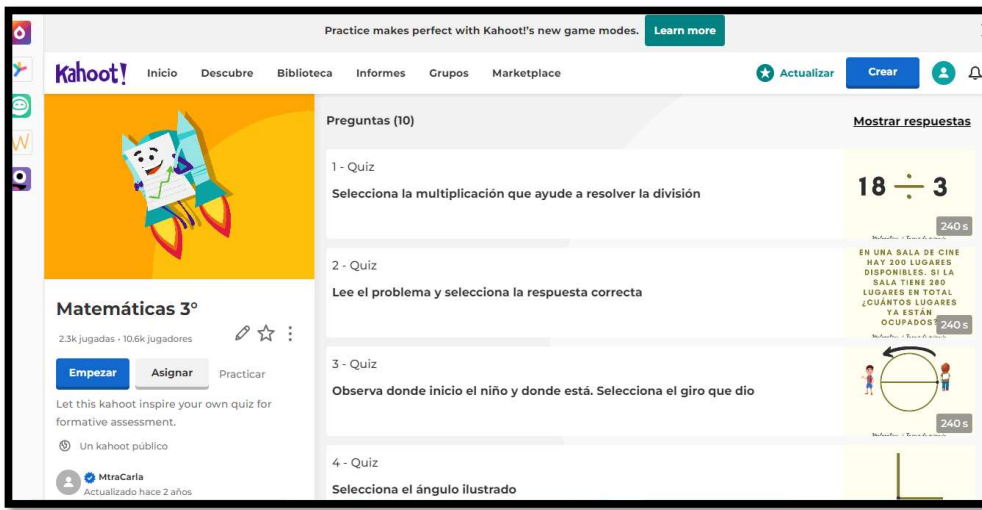 Practice makes perfect with Kahoot!'s new game modes. Learn more
Kahoot! Inicio Descubre Biblioteca Informes Grupos Marketplace Actualizar Crear
Matemáticas 3°
2.3k jugadas · 10.6k jugadores
Empezar Asignar Practicar
Let this kahoot inspire your own quiz for
formative assessment.
Un kahoot público
MtraCarla
Actualizado hace 2 años
Preguntas (10) Mostrar respuestas
1 - Quiz
Selecciona la multiplicación que ayude a resolver la división
18 ÷ 3
240 s
2 - Quiz
Lee el problema y selecciona la respuesta correcta
EN UNA SALA DE CINE
HAY 200 LUGARES
DISPONIBLES. SI LA
SALA TIENE 280
LUGARES EN TOTAL
¿CUÁNTOS LUGARES
YA ESTÁN
OCUPADOS?
240 s
3 - Quiz
Observa donde inicio el niño y donde está. Selecciona el giro que dio
240 s
4 - Quiz
Selecciona el ángulo ilustrado